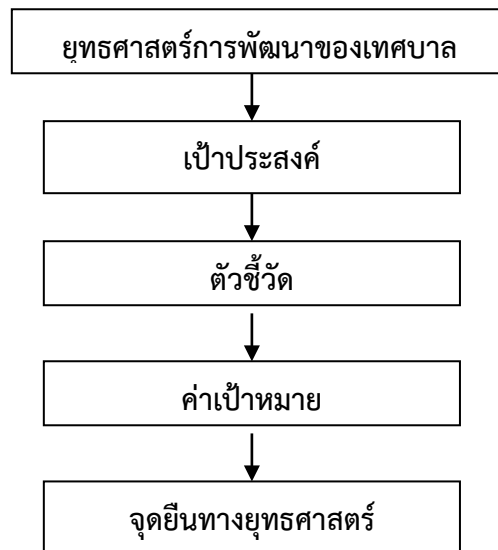 ยุทธศาสตร์การพัฒนาของเทศบาล
เป้าประสงค์
ตัวชี้วัด
ค่าเป้าหมาย
จุดยืนทางยุทธศาสตร์